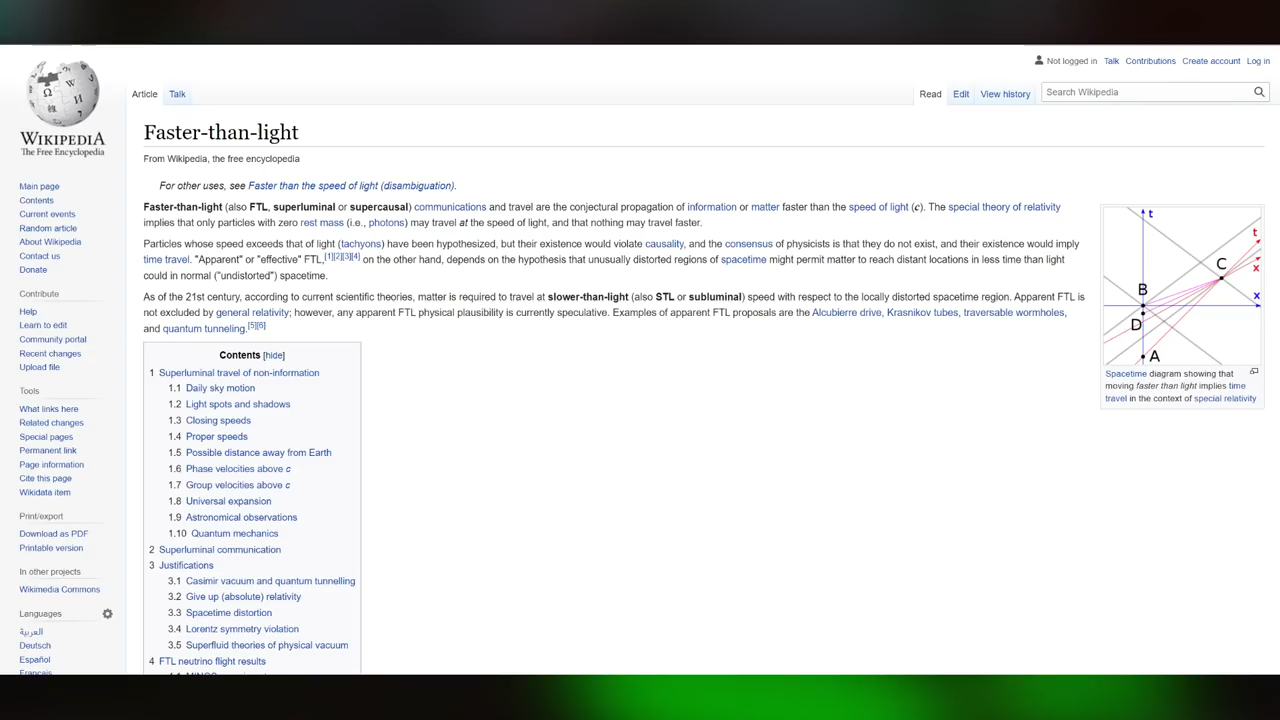 Not logged in Talk Contributions Create account Log in
Article Talk Read Edit View history Search Wikipedia
WIKIPEDIA
The Free Encyclopedia
Main page
Contents
Current events
Random article
About Wikipedia
Contact us
Donate
Contribute
Help
Learn to edit
Community portal
Recent changes
Upload file
Tools
What links here
Related changes
Special pages
Permanent link
Page information
Cite this page
Wikidata item
Print/export
Download as PDF
Printable version
In other projects
Wikimedia Commons
Languages
العربية
Deutsch
Español
Français
Faster-than-light
From Wikipedia, the free encyclopedia
For other uses, see Faster than the speed of light (disambiguation).
Faster-than-light (also FTL, superluminal or supercausal) communications and travel are the conjectural propagation of information or matter faster than the speed of light (c). The special theory of relativity
implies that only particles with zero rest mass (i.e., photons) may travel at the speed of light, and that nothing may travel faster.
Particles whose speed exceeds that of light (tachyons) have been hypothesized, but their existence would violate causality, and the consensus of physicists is that they do not exist, and their existence would imply
time travel. "Apparent" or "effective" FTL,[1][2][3][4] on the other hand, depends on the hypothesis that unusually distorted regions of spacetime might permit matter to reach distant locations in less time than light
could in normal ("undistorted") spacetime.
As of the 21st century, according to current scientific theories, matter is required to travel at slower-than-light (also STL or subluminal) speed with respect to the locally distorted spacetime region. Apparent FTL is
not excluded by general relativity; however, any apparent FTL physical plausibility is currently speculative. Examples of apparent FTL proposals are the Alcubierre drive, Krasnikov tubes, traversable wormholes,
and quantum tunneling.[5][6]
Contents [hide]
1 Superluminal travel of non-information
1.1 Daily sky motion
1.2 Light spots and shadows
1.3 Closing speeds
1.4 Proper speeds
1.5 Possible distance away from Earth
1.6 Phase velocities above c
1.7 Group velocities above c
1.8 Universal expansion
1.9 Astronomical observations
1.10 Quantum mechanics
2 Superluminal communication
3 Justifications
3.1 Casimir vacuum and quantum tunnelling
3.2 Give up (absolute) relativity
3.3 Spacetime distortion
3.4 Lorentz symmetry violation
3.5 Superfluid theories of physical vacuum
4 FTL neutrino flight results
t
t
C
x
B
x
D
A
Spacetime diagram showing that
moving faster than light implies time
travel in the context of special relativity